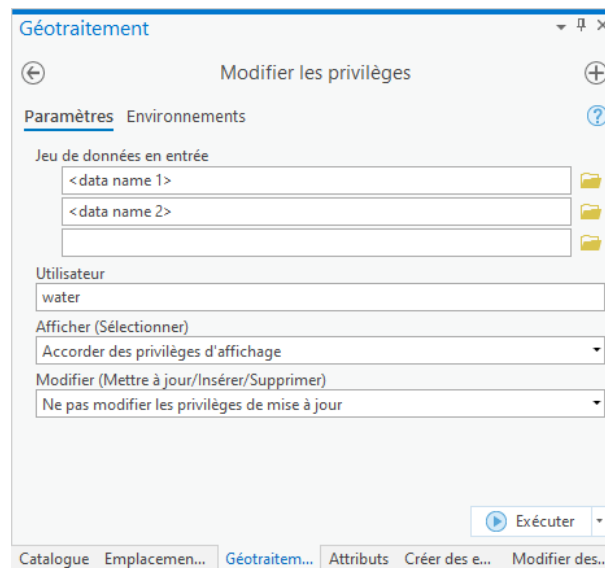 Géotraitement
Modifier les privilèges
Paramètres Environnements
Jeu de données en entrée
<data name 1>
<data name 2>
Utilisateur
water
Afficher (Sélectionner)
Accorder des privilèges d'affichage
Modifier (Mettre à jour/Insérer/Supprimer)
Ne pas modifier les privilèges de mise à jour
Exécuter
Catalogue Emplacemen... Géotraitem... Attributs Créer des e... Modifier des...